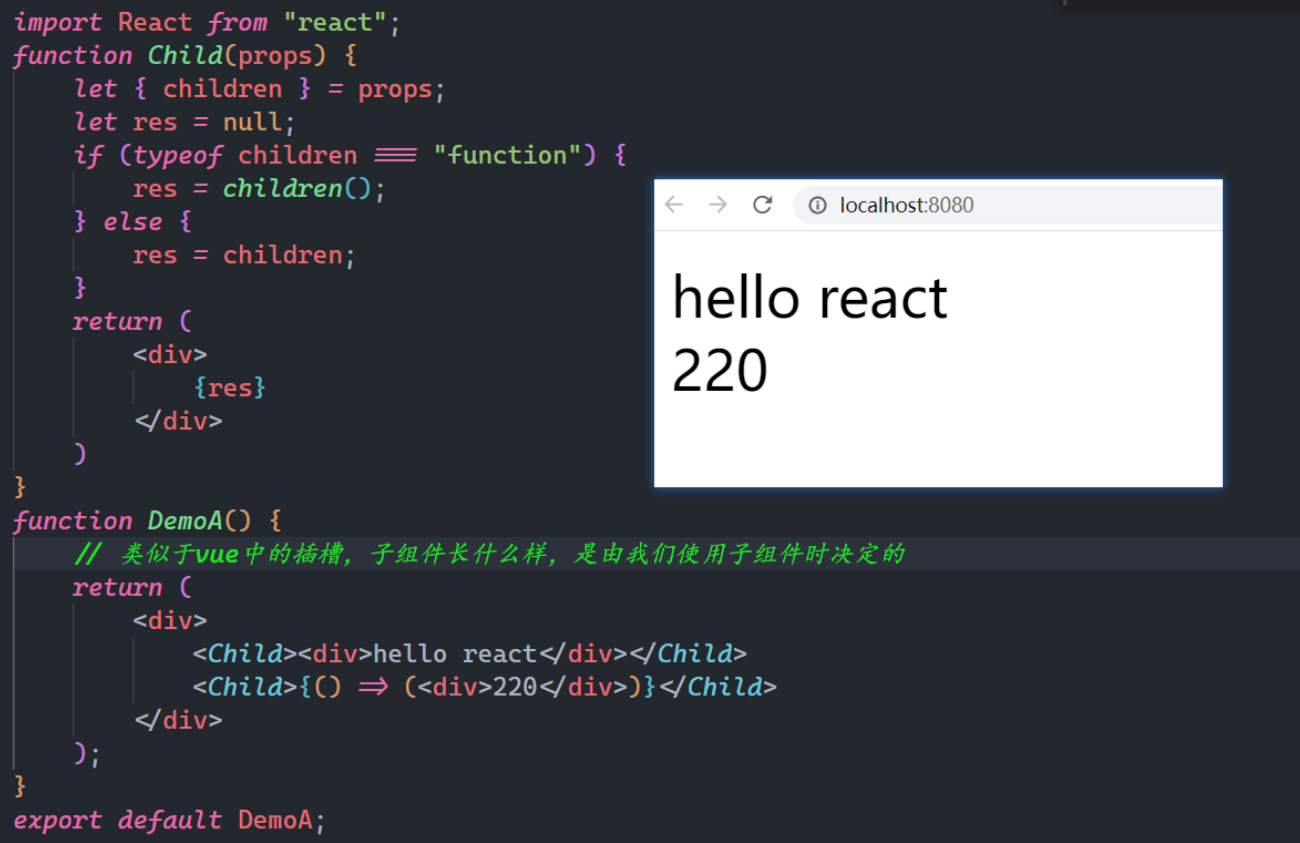 import React from "react";
function Child(props) {
    let { children } = props;
    let res = null;
    if (typeof children === "function") {
        res = children();
    } else {
        res = children;
    }
    return (
        <div>
            {res}
        </div>
    )
}
function DemoA() {
    // 类似于vue中的插槽，子组件长什么样，是由我们使用子组件时决定的
    return (
        <div>
            <Child><div>hello react</div></Child>
            <Child>{() => (<div>220</div>)}</Child>
        </div>
    );
}
export default DemoA;
localhost:8080
hello react
220